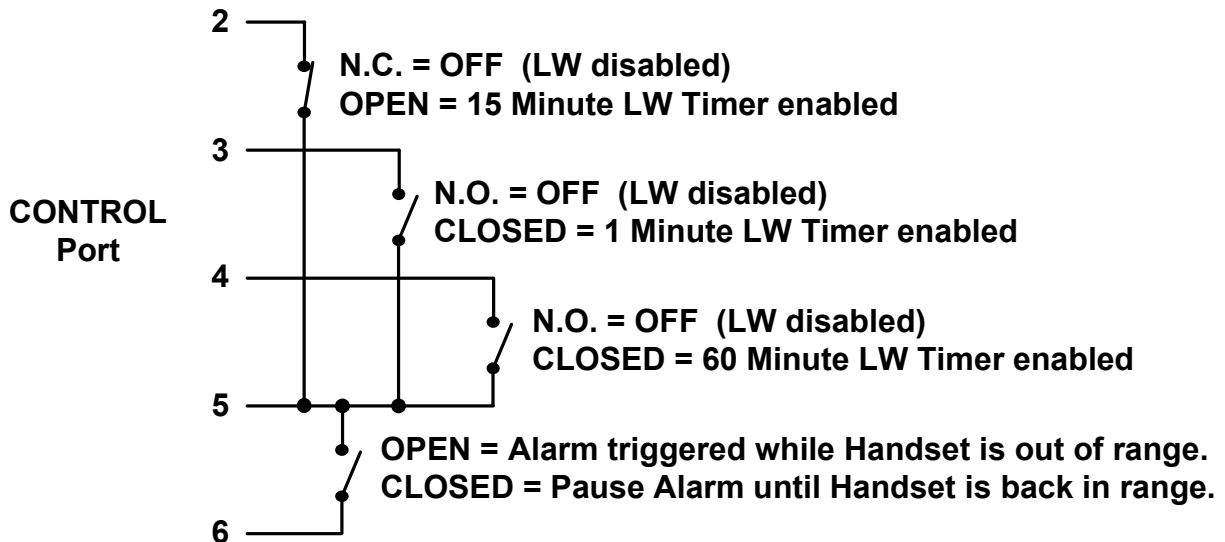 2
N.C. = OFF (LW disabled)
OPEN = 15 Minute LW Timer enabled
3
N.O. = OFF (LW disabled)
CLOSED = 1 Minute LW Timer enabled
CONTROL
Port
4
N.O. = OFF (LW disabled)
CLOSED = 60 Minute LW Timer enabled
5
OPEN = Alarm triggered while Handset is out of range.
CLOSED = Pause Alarm until Handset is back in range.
6